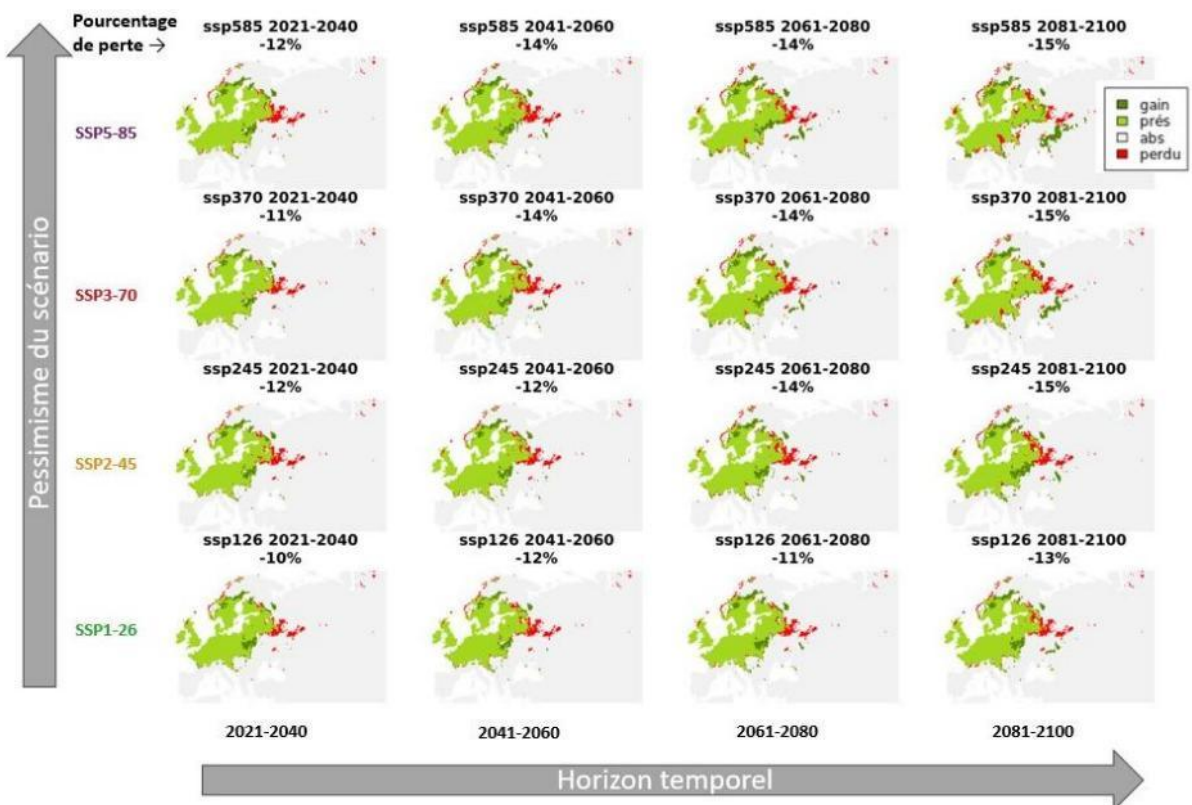 Pourcentage
de perte →
ssp585 2021-2040
-12%
ssp585 2041-2060
-14%
ssp585 2061-2080
-14%
ssp585 2081-2100
-15%
gain
prés
abs
perdu
SSP5-85
ssp370 2021-2040
-11%
ssp370 2041-2060
-14%
ssp370 2061-2080
-14%
ssp370 2081-2100
-15%
SSP3-70
ssp245 2021-2040
-12%
ssp245 2041-2060
-12%
ssp245 2061-2080
-14%
ssp245 2081-2100
-15%
SSP2-45
ssp126 2021-2040
-10%
ssp126 2041-2060
-12%
ssp126 2061-2080
-11%
ssp126 2081-2100
-13%
SSP1-26
Pessimisme du scénario
2021-2040
2041-2060
2061-2080
2081-2100
Horizon temporel